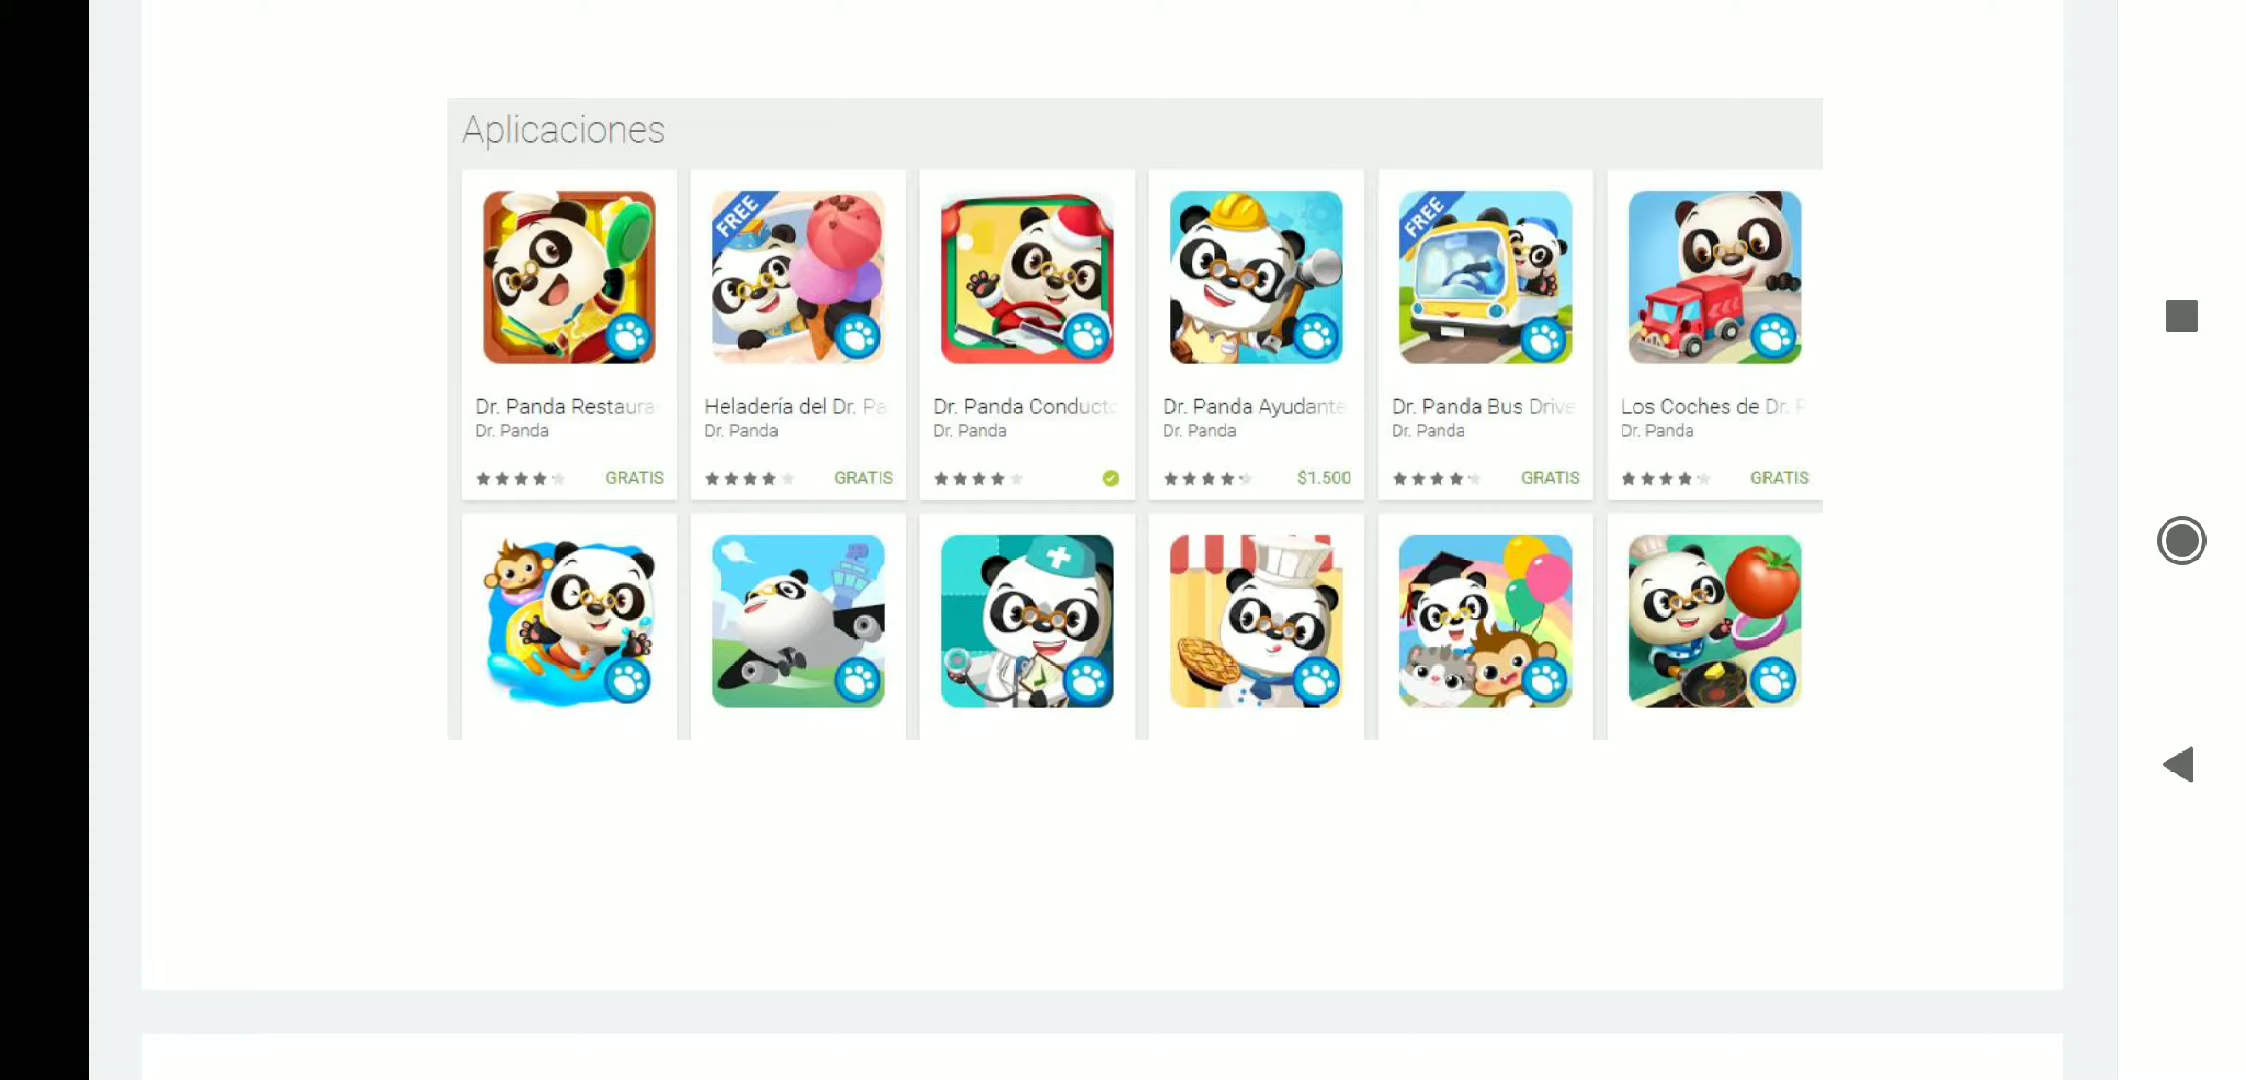 Aplicaciones
FREE
FREE
Dr. Panda Restaura
Heladería del Dr. Pa
Dr. Panda Conducto
Dr. Panda Ayudante
Dr. Panda Bus Drive
Los Coches de Dr. P
Dr. Panda
Dr. Panda
Dr. Panda
Dr. Panda
Dr. Panda
Dr. Panda
GRATIS
GRATIS
$1.500
GRATIS
GRATIS